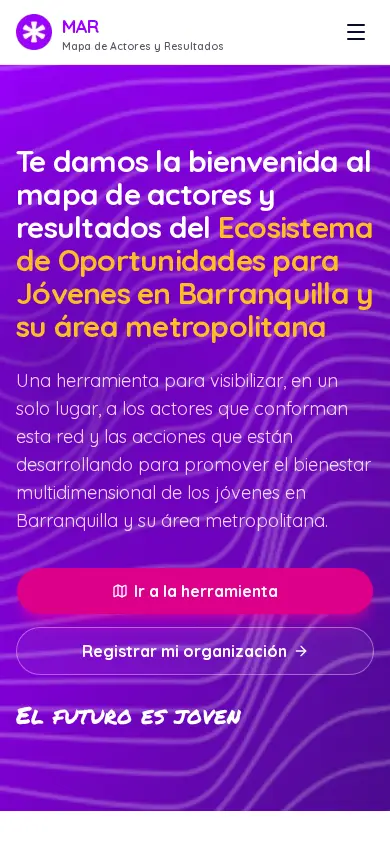 MAR
Mapa de Actores y Resultados
Te damos la bienvenida al
mapa de actores y
resultados del Ecosistema
de Oportunidades para
Jóvenes en Barranquilla y
su área metropolitana
Una herramienta para visibilizar, en un
solo lugar, a los actores que conforman
esta red y las acciones que están
desarrollando para promover el bienestar
multidimensional de los jóvenes en
Barranquilla y su área metropolitana.
Ir a la herramienta
Registrar mi organización →
El futuro es joven